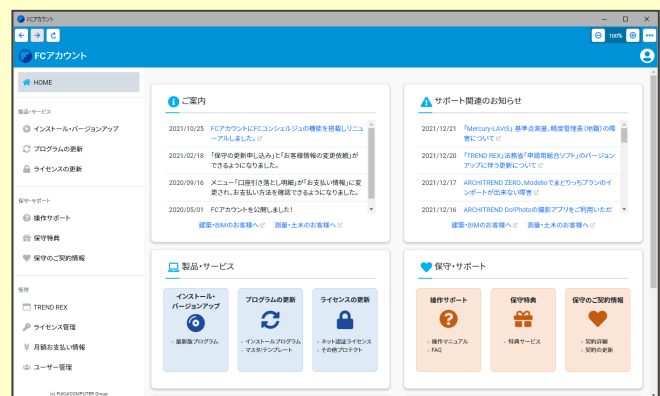 FCアカウント
100%
FCアカウント
HOME
製品・サービス
インストール・バージョンアップ
プログラムの更新
ライセンスの更新
保守・サポート
操作サポート
保守特典
保守のご契約情報
管理
TREND REX
ライセンス管理
月額お支払い情報
ユーザー管理
(c) FUKUICOMPUTER Group
ご案内
2021/10/25 FCアカウントにFCコンシェルジュの機能を搭載しリニュ
ーアルしました。
2021/02/18 「保守の更新申し込み」と「お客様情報の変更依頼」が
できるようになりました。
2020/09/16 メニュー「口座引き落とし明細」が「お支払い情報」に変
更され、お支払い方法を確認できるようになりました。
2020/05/01 FCアカウントを公開しました!
建築・BIMのお客様へ 測量・土木のお客様へ
サポート関連のお知らせ
2021/12/21 「Mercury-LAVIS」 基準点測量、精度管理表(地籍)の障
害について
2021/12/20 「TREND REX」法務省「申請用総合ソフト」のバージョン
アップに伴う更新について
2021/12/17 ARCHITREND ZERO、Modelioでまどりっちプランのイ
ンポートが出来ない障害
2021/12/16 ARCHITREND Do!Photoの撮影アプリをご利用いただ
建築・BIMのお客様へ 測量・土木のお客様へ
製品・サービス
インストール・
バージョンアップ
・最新版プログラム
プログラムの更新
・インストールプログラム
・マスタ/テンプレート
ライセンスの更新
・ネット認証ライセンス
・その他プロテクト
保守・サポート
操作サポート
・操作マニュアル
・FAQ
保守特典
・特典サービス
保守のご契約情報
・契約詳細
・契約の更新